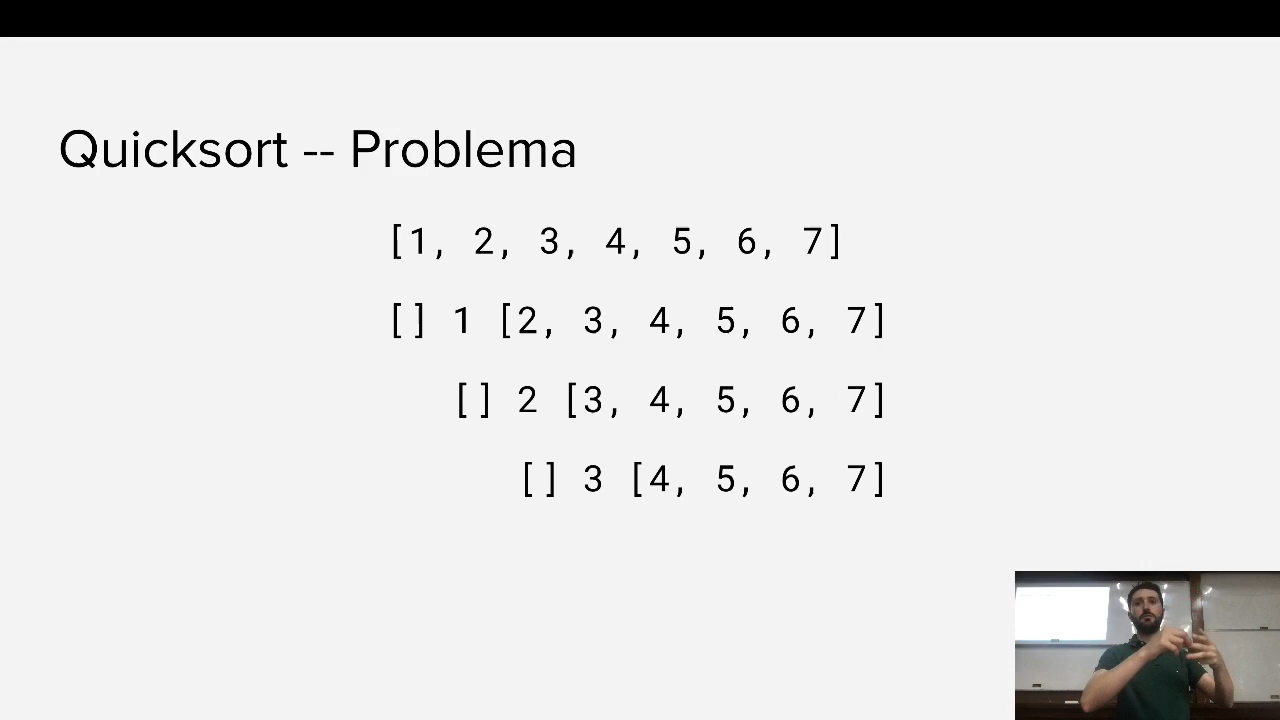 Quicksort -- Problema
[1, 2, 3, 4, 5, 6, 7]
[] 1 [2, 3, 4, 5, 6, 7]
[] 2 [3, 4, 5, 6, 7]
[] 3 [4, 5, 6, 7]